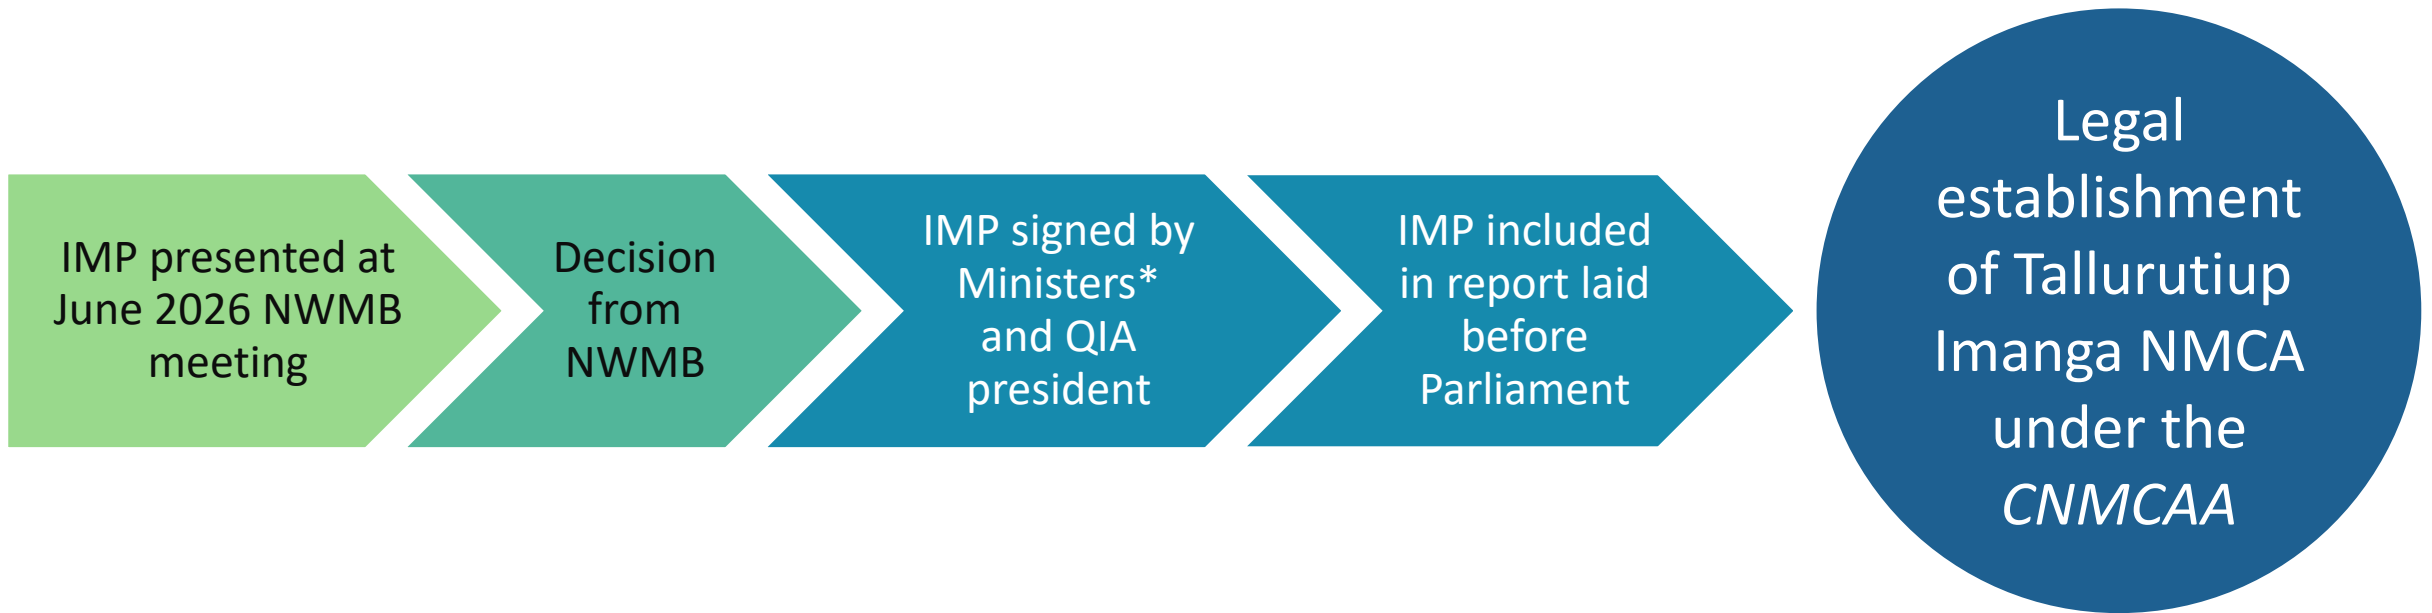 IMP presented at
June 2026 NWMB
meeting
Decision
from
NWMB
IMP signed by
Ministers*
and QIA
president
IMP included
in report laid
before
Parliament
Legal
establishment
of Tallurutiup
Imanga NMCA
under the
CNMCAA